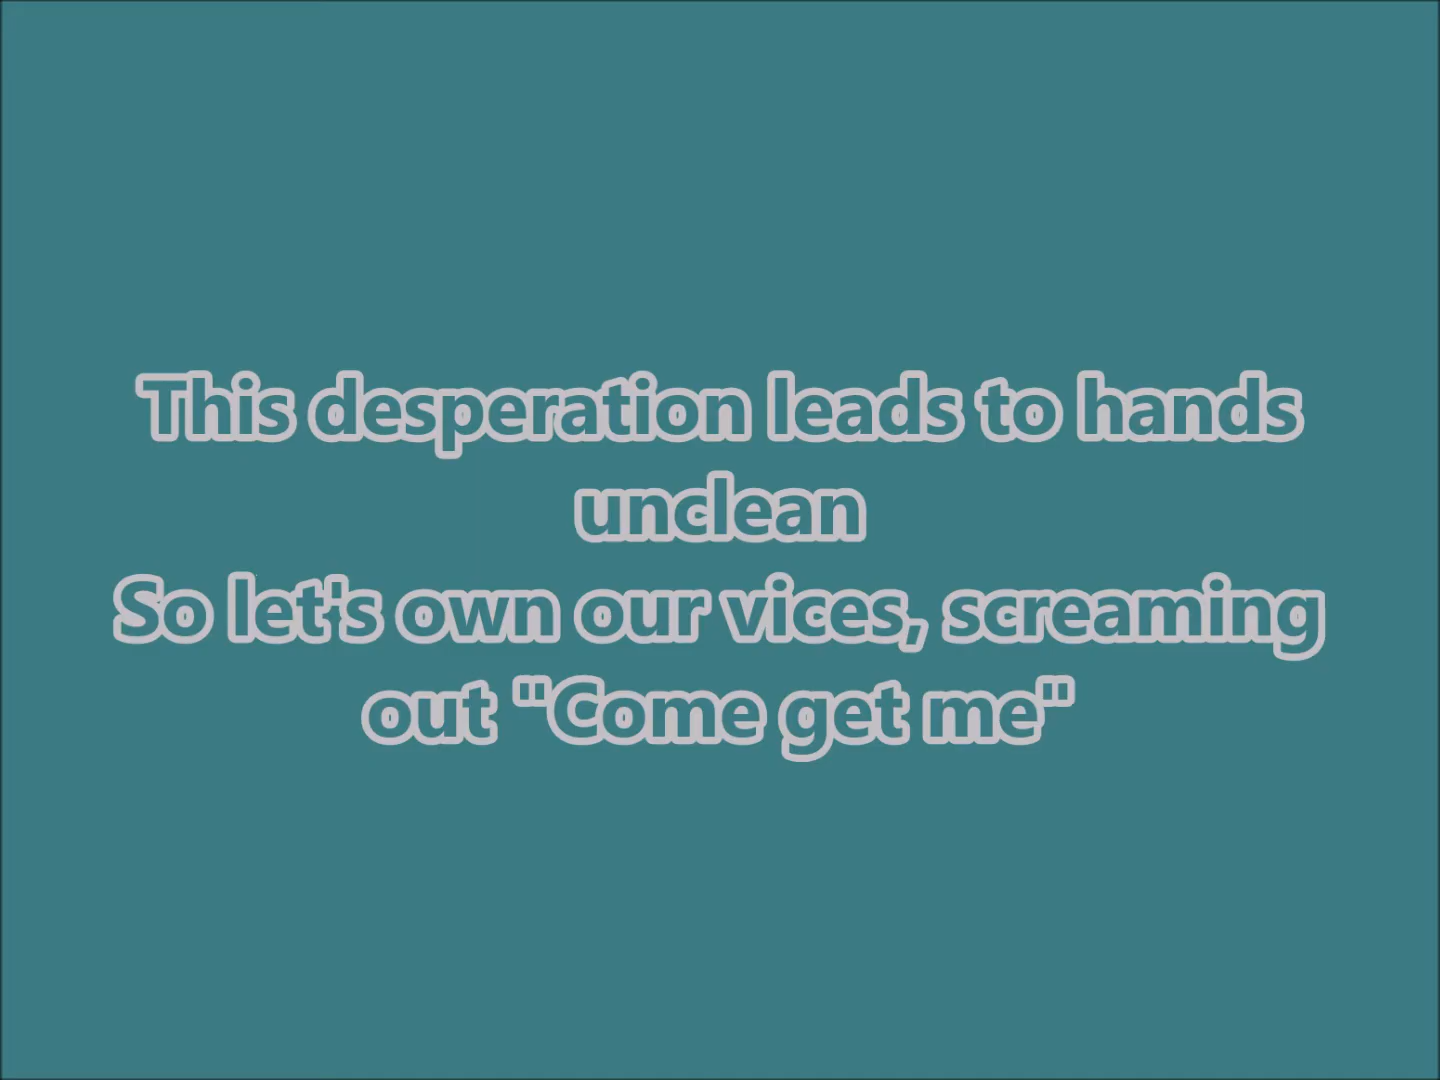 This desperation leads to hands
unclean
So let's own our vices, screaming
out "Come get me"